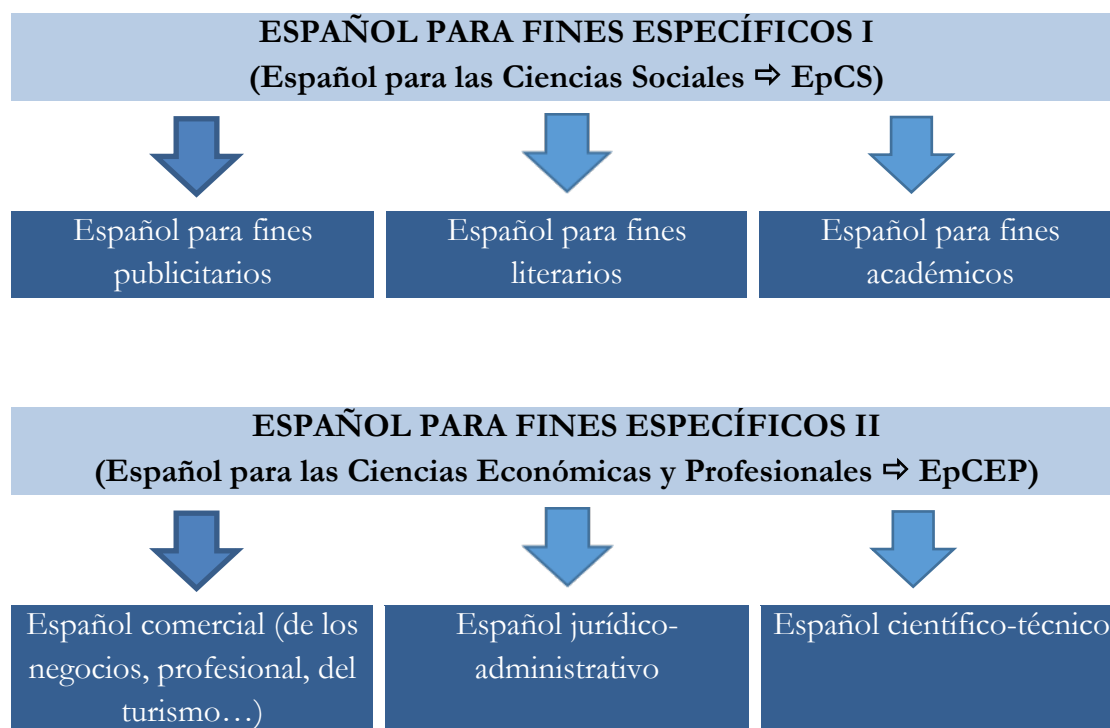 ESPAÑOL PARA FINES ESPECÍFICOS I
(Español para las Ciencias Sociales ⇨ EpCS)
Español para fines
publicitarios
Español para fines
literarios
Español para fines
académicos
ESPAÑOL PARA FINES ESPECÍFICOS II
(Español para las Ciencias Económicas y Profesionales ⇨ EpCEP)
Español comercial (de los
negocios, profesional, del
turismo…)
Español jurídico-
administrativo
Español científico-técnico